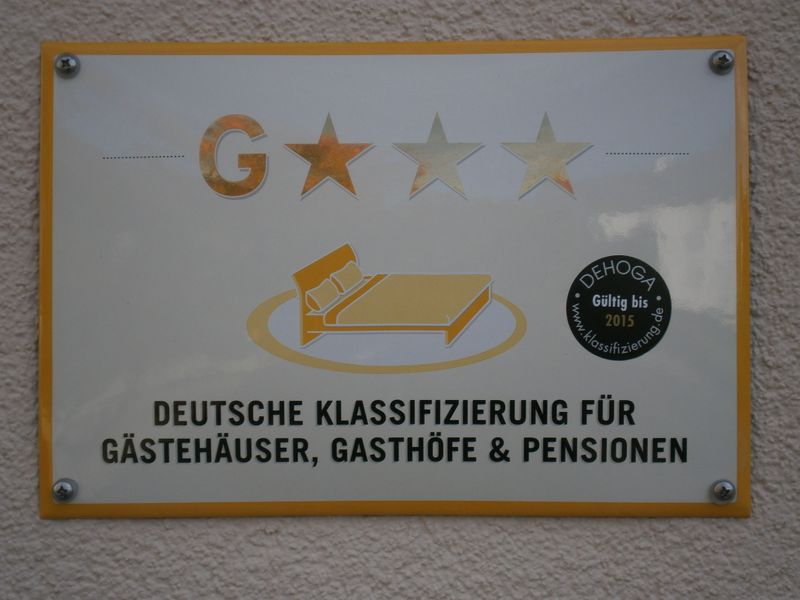 G
DEHOGA
Gültig bis
2015
www.klassifizierung.de
DEUTSCHE KLASSIFIZIERUNG FÜR
GÄSTEHÄUSER, GASTHÖFE & PENSIONEN